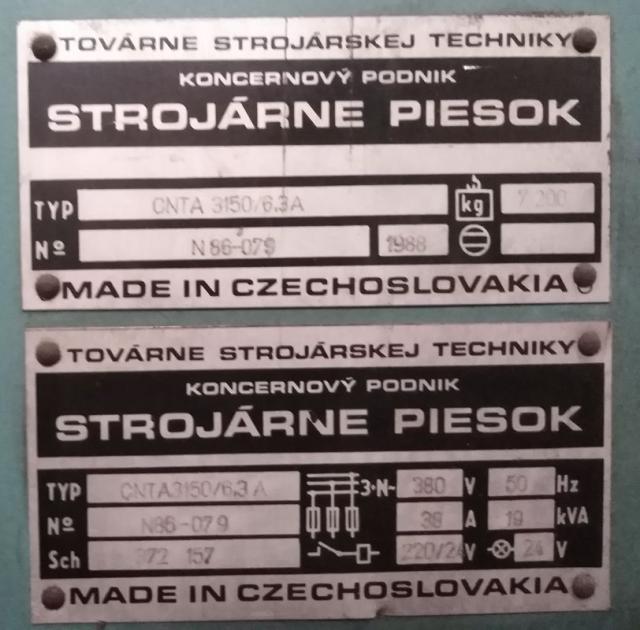 TOVÁRNE STROJÁRSKEJ TECHNIKY
KONCERNOVÝ PODNIK
STROJÁRNE PIESOK
TYP CNTA 3150/6.3A kg 7 200
Nº N86-079 1988
MADE IN CZECHOSLOVAKIA
TOVÁRNE STROJÁRSKEJ TECHNIKY
KONCERNOVÝ PODNIK
STROJÁRNE PIESOK
TYP CNTA3150/6.3 A 3·N~ 380 V 50 Hz
Nº N86-079 38 A 19 kVA
Sch 157 220/24 V 24 V
MADE IN CZECHOSLOVAKIA